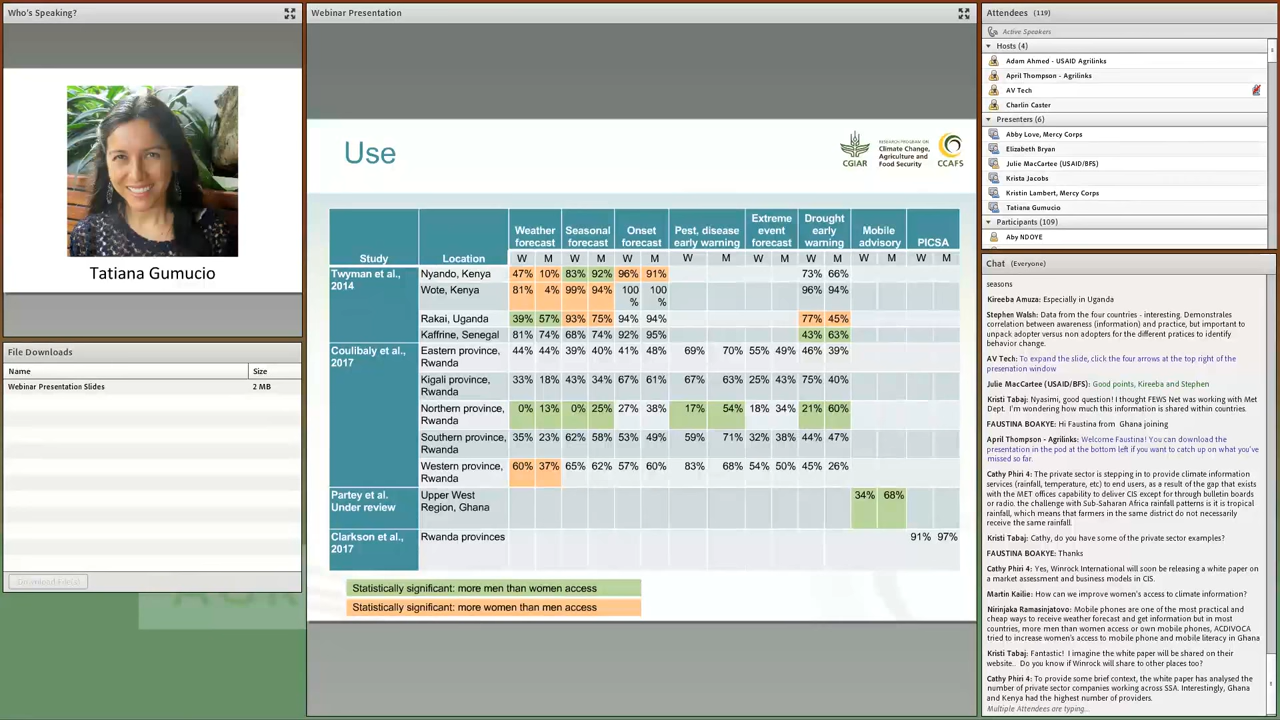 Who's Speaking?
Tatiana Gumucio
File Downloads
Name Size
Webinar Presentation Slides 2 MB
Download File(s)
Webinar Presentation
Use
CGIAR
RESEARCH PROGRAM ON
Climate Change,
Agriculture and
Food Security
CCAFS
Study Location Weather forecast Seasonal forecast Onset forecast Pest, disease early warning Extreme event forecast Drought early warning Mobile advisory PICSA
W M W M W M W M W M W M W M W M
Twyman et al., 2014 Nyando, Kenya 47% 10% 83% 92% 96% 91% 73% 66%
Wote, Kenya 81% 4% 99% 94% 100 % 100 % 96% 94%
Rakai, Uganda 39% 57% 93% 75% 94% 94% 77% 45%
Kaffrine, Senegal 81% 74% 68% 74% 92% 95% 43% 63%
Coulibaly et al., 2017 Eastern province, Rwanda 44% 44% 39% 40% 41% 48% 69% 70% 55% 49% 46% 39%
Kigali province, Rwanda 33% 18% 43% 34% 67% 61% 67% 63% 25% 43% 75% 40%
Northern province, Rwanda 0% 13% 0% 25% 27% 38% 17% 54% 18% 34% 21% 60%
Southern province, Rwanda 35% 23% 62% 58% 53% 49% 59% 71% 32% 38% 44% 47%
Western province, Rwanda 60% 37% 65% 62% 57% 60% 83% 68% 54% 50% 45% 26%
Partey et al. Under review Upper West Region, Ghana 34% 68%
Clarkson et al., 2017 Rwanda provinces 91% 97%
Statistically significant: more men than women access
Statistically significant: more women than men access
Attendees (119)
Active Speakers
Hosts (4)
Adam Ahmed - USAID Agrilinks
April Thompson - Agrilinks
AV Tech
Charlin Caster
Presenters (6)
Abby Love, Mercy Corps
Elizabeth Bryan
Julie MacCartee (USAID/BFS)
Krista Jacobs
Kristin Lambert, Mercy Corps
Tatiana Gumucio
Participants (109)
Aby NDOYE
Chat (Everyone)
seasons
Kireeba Amuza: Especially in Uganda
Stephen Walsh: Data from the four countries - interesting. Demonstrates
correlation between awareness (information) and practice, but important to
unpack adopter versus non adopters for the different pratices to identify
behavior change.
AV Tech: To expand the slide, click the four arrows at the top right of the
presenation window
Julie MacCartee (USAID/BFS): Good points, Kireeba and Stephen
Kristi Tabaj: Nyasimi, good question! I thought FEWS Net was working with Met
Dept. I'm wondering how much this information is shared within countries.
FAUSTINA BOAKYE: Hi Faustina from Ghana joining
April Thompson - Agrilinks: Welcome Faustina! You can download the
presentation in the pod at the bottom left if you want to catch up on what you've
missed so far.
Cathy Phiri 4: The private sector is stepping in to provide climate information
services (rainfall, temperature, etc) to end users, as a result of the gap that exists
with the MET offices capability to deliver CIS except for through bulletin boards
or radio. the challenge with Sub-Saharan Africa rainfall patterns is it is tropical
rainfall, which means that farmers in the same district do not necessarily
receive the same rainfall.
Kristi Tabaj: Cathy, do you have some of the private sector examples?
FAUSTINA BOAKYE: Thanks
Cathy Phiri 4: Yes, Winrock International will soon be releasing a white paper on
a market assessment and business models in CIS.
Martin Kailie: How can we improve women's access to climate information?
Nirinjaka Ramasinjatovo: Mobile phones are one of the most practical and
cheap ways to receive weather forecast and get information but in most
countries, more men than women access or own mobile phones, ACDIVOCA
tried to increase women's access to mobile phone and mobile literacy in Ghana
Kristi Tabaj: Fantastic! I imagine the white paper will be shared on their
website.. Do you know if Winrock will share to other places too?
Cathy Phiri 4: To provide some brief context, the white paper has analysed the
number of private sector companies working across SSA. Interestingly, Ghana
and Kenya had the highest number of providers.
Multiple Attendees are typing...